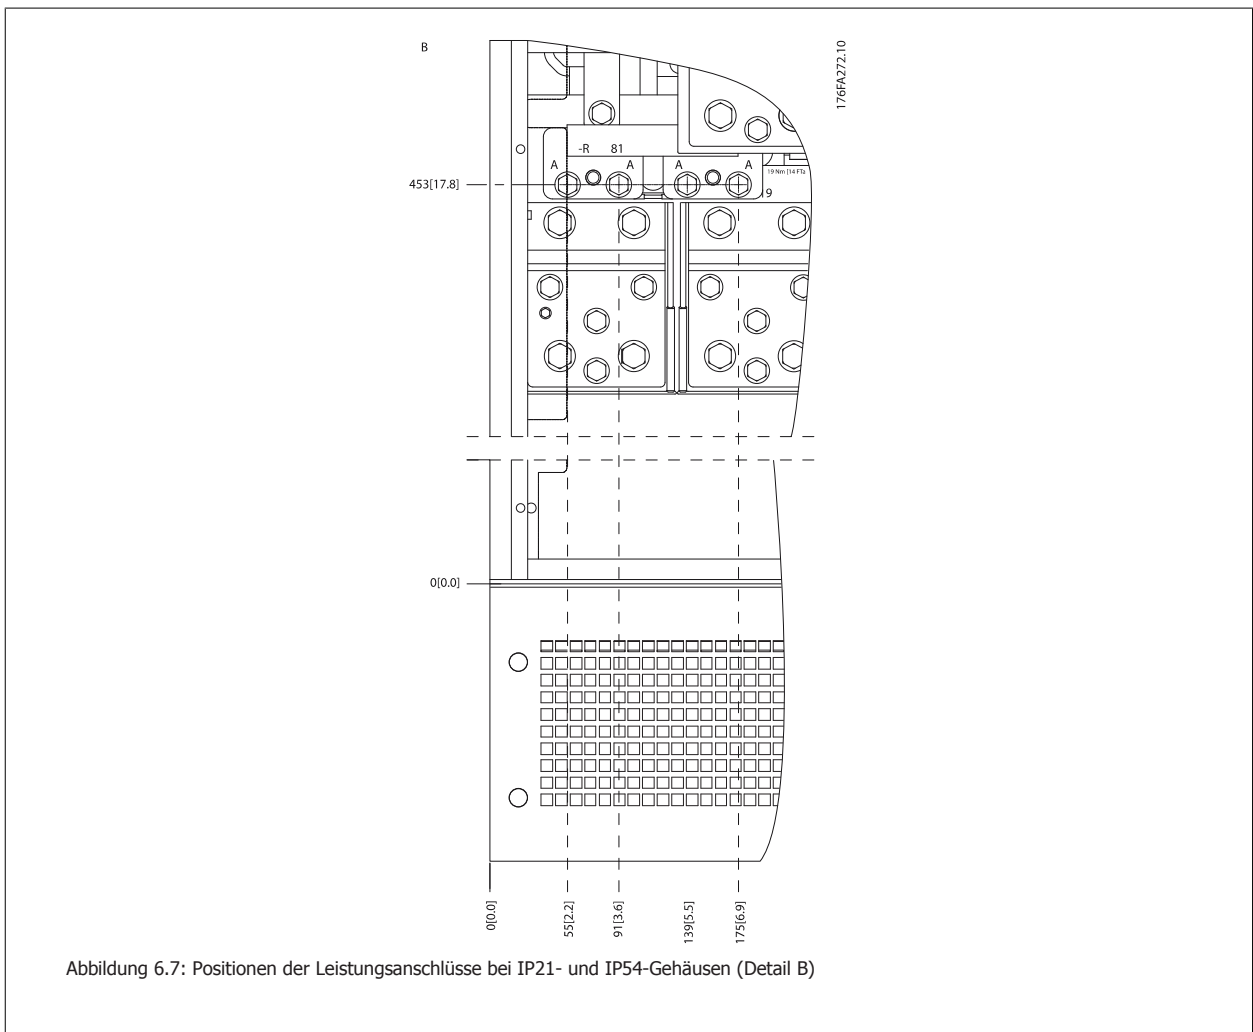 B
176FA272.10
-R 81
A A A A
19 Nm [14 FTa
453[17.8]
9
0[0.0]
0[0.0]
55[2.2]
91[3.6]
139[5.5]
175[6.9]
Abbildung 6.7: Positionen der Leistungsanschlüsse bei IP21- und IP54-Gehäusen (Detail B)